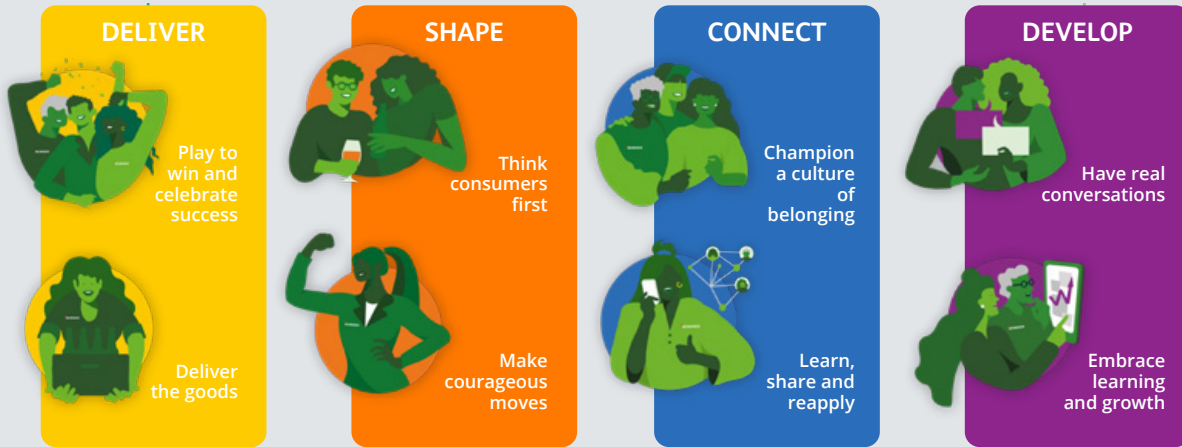 DELIVER
Play to
win and
celebrate
success
Deliver
the goods
SHAPE
Think
consumers
first
Make
courageous
moves
CONNECT
Champion
a culture
of
belonging
Learn,
share and
reapply
DEVELOP
Have real
conversations
Embrace
learning
and growth